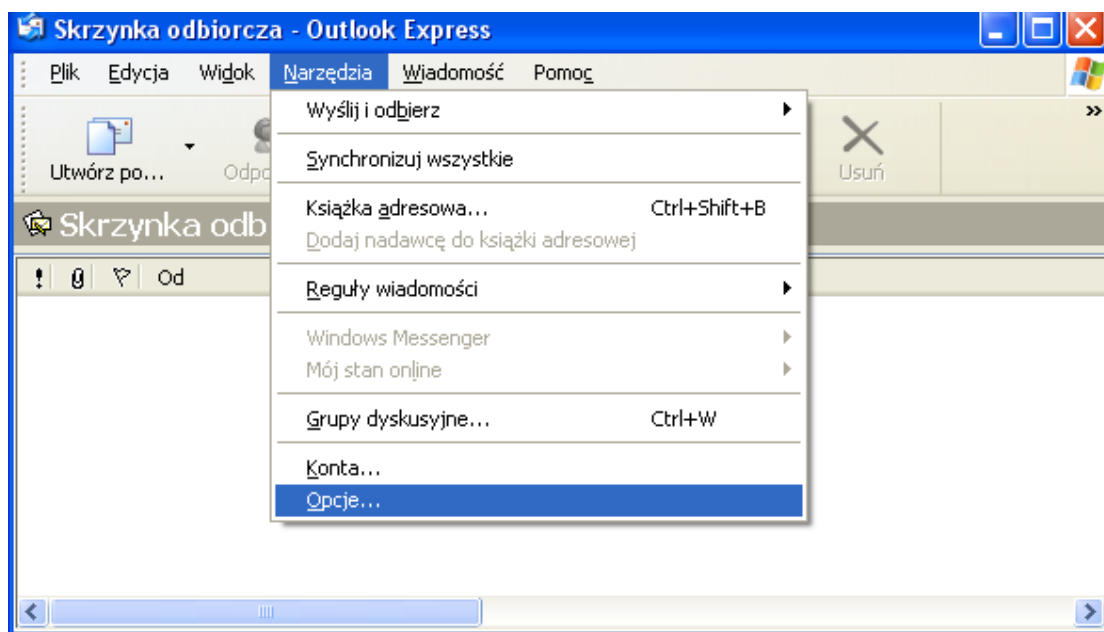 Skrzynka odbiorcza - Outlook Express
Plik Edycja Widok Narzędzia Wiadomość Pomoc
Wyślij i odbierz
Synchronizuj wszystkie
Książka adresowa... Ctrl+Shift+B
Dodaj nadawcę do książki adresowej
Reguły wiadomości
Windows Messenger
Mój stan online
Grupy dyskusyjne... Ctrl+W
Konta...
Opcje...
Utwórz po... Odpo Usuń
Skrzynka odb
Od